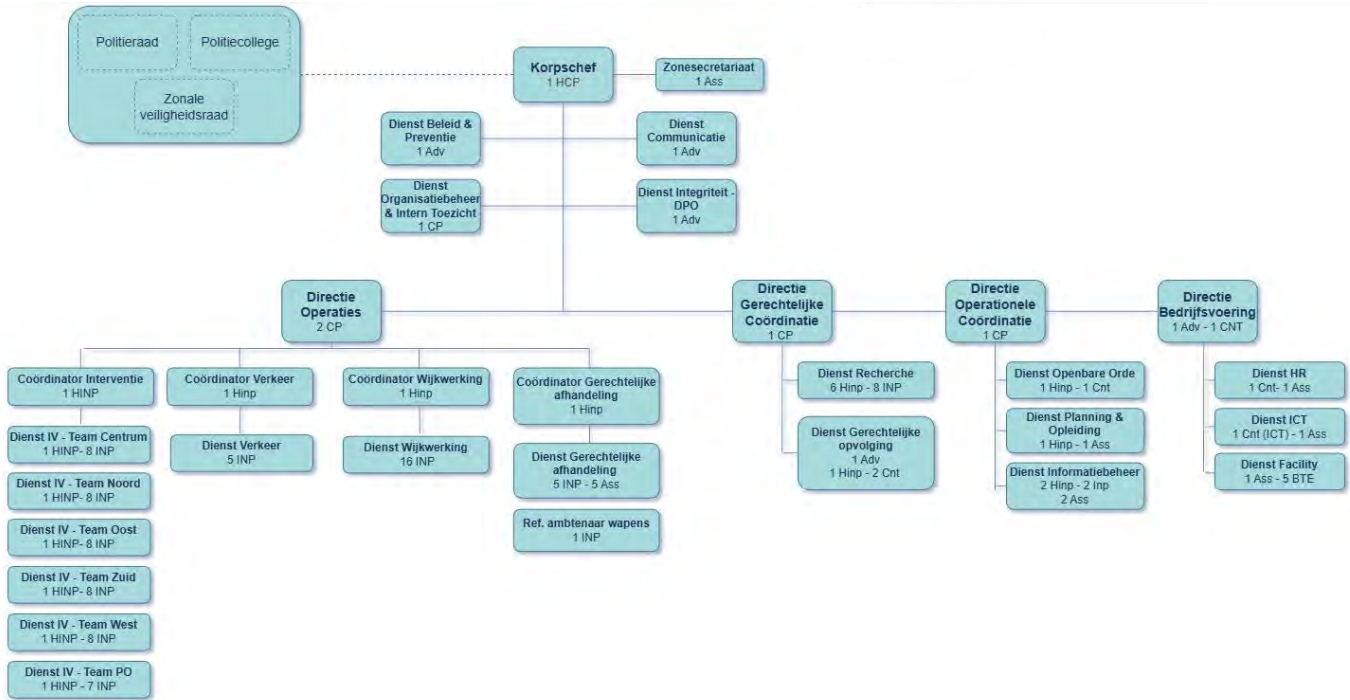 Politieraad
Politiecollege
Zonale
veiligheidsraad
Korpschef
1 HCP
Zonesecretariaat
1 Ass
Dienst Beleid &
Preventie
1 Adv
Dienst
Communicatie
1 Adv
Dienst
Organisatiebeheer
& Intern Toezicht
1 CP
Dienst Integriteit -
DPO
1 Adv
Directie
Operaties
2 CP
Directie
Gerechtelijke
Coördinatie
1 CP
Directie
Operationele
Coördinatie
1 CP
Directie
Bedrijfsvoering
1 Adv - 1 CNT
Coördinator Interventie
1 HINP
Dienst IV - Team Centrum
1 HINP- 8 INP
Dienst IV - Team Noord
1 HINP- 8 INP
Dienst IV - Team Oost
1 HINP- 8 INP
Dienst IV - Team Zuid
1 HINP- 8 INP
Dienst IV - Team West
1 HINP - 8 INP
Dienst IV - Team PO
1 HINP - 7 INP
Coördinator Verkeer
1 Hinp
Dienst Verkeer
5 INP
Coördinator Wijkwerking
1 Hinp
Dienst Wijkwerking
16 INP
Coördinator Gerechtelijke
afhandeling
1 Hinp
Dienst Gerechtelijke
afhandeling
5 INP - 5 Ass
Ref. ambtenaar wapens
1 INP
Dienst Recherche
6 Hinp - 8 INP
Dienst Gerechtelijke
opvolging
1 Adv
1 Hinp - 2 Cnt
Dienst Openbare Orde
1 Hinp - 1 Cnt
Dienst Planning &
Opleiding
1 Hinp - 1 Ass
Dienst Informatiebeheer
2 Hinp - 2 Inp
2 Ass
Dienst HR
1 Cnt- 1 Ass
Dienst ICT
1 Cnt (ICT) - 1 Ass
Dienst Facility
1 Ass - 5 BTE